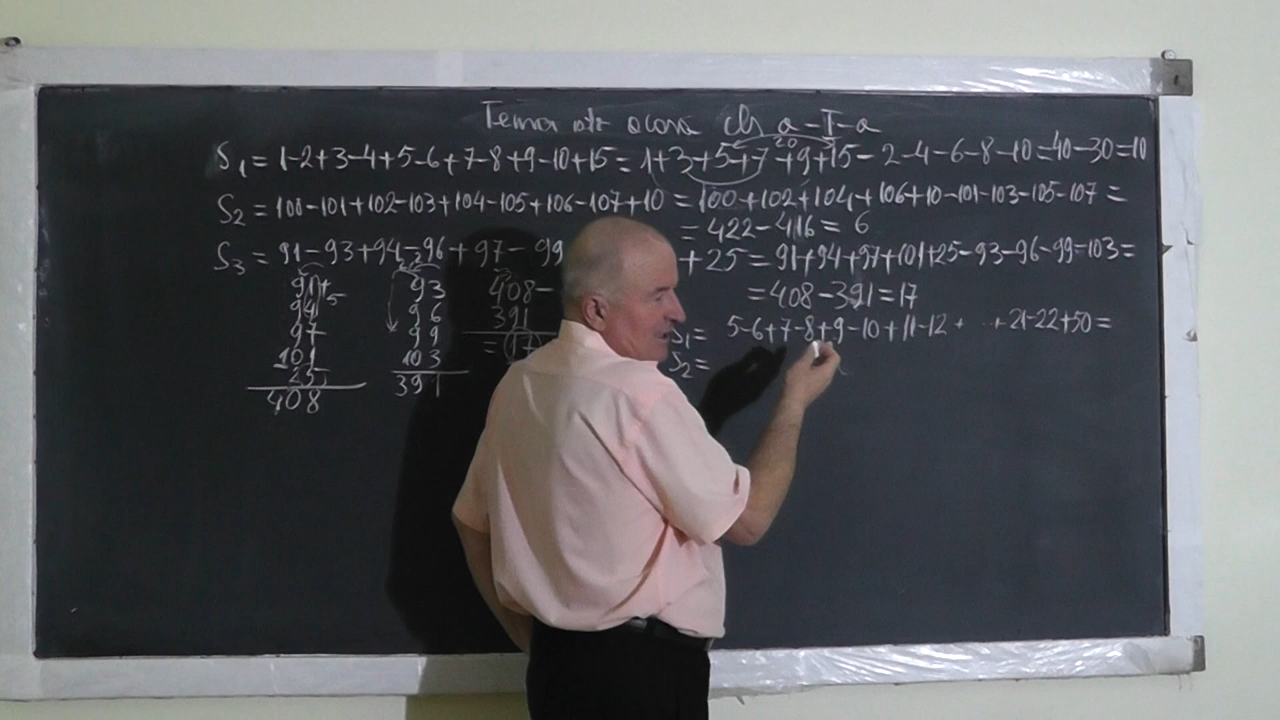 Tema acasă cls a-I-a
S₁ = 1-2+3-4+5-6+7-8+9-10+15 = 1+3+5+7+9+15-2-4-6-8-10=40-30=10
20
S₂ = 100-101+102-103+104-105+106-107+10 = 100+102+104+106+10-101-103-105-107 =
= 422-416 = 6
S₃ = 91-93+94-96+97-99 +25 = 91+94+97+101+25-93-96-99-103=
= 408-391 = 17
91+
94
97
101
25
408
93
96
99
103
391
408-
391
= 17
S₁= 5-6+7-8+9-10+11-12+...+21-22+50=
S₂=